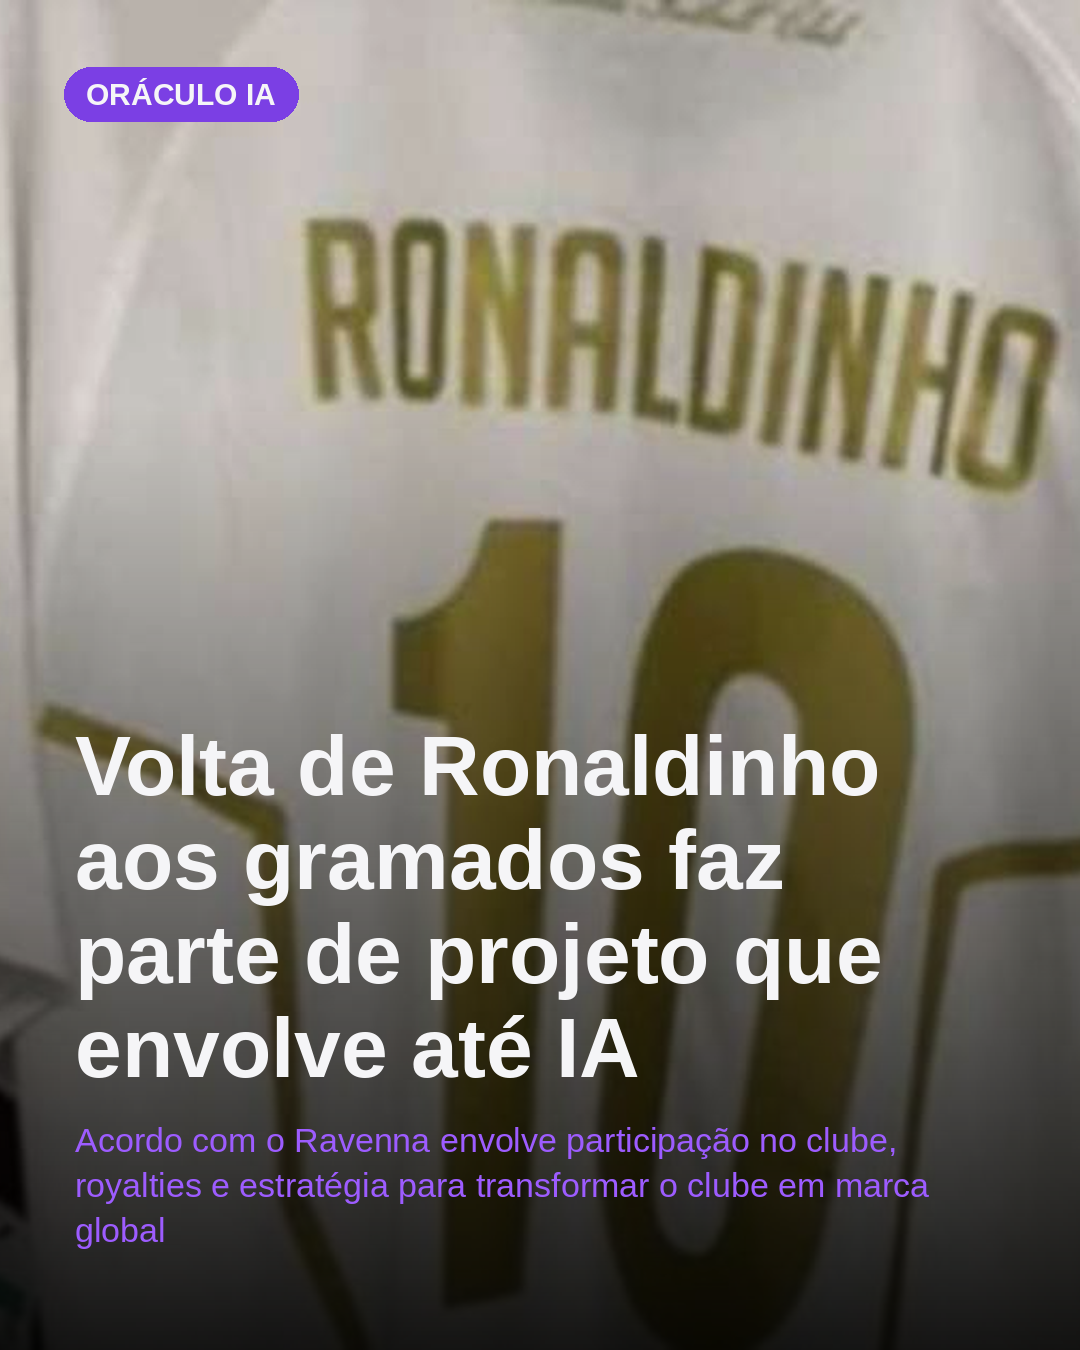 ORÁCULO IA
RONALDINHO
10
Volta de Ronaldinho
aos gramados faz
parte de projeto que
envolve até IA
Acordo com o Ravenna envolve participação no clube,
royalties e estratégia para transformar o clube em marca
global